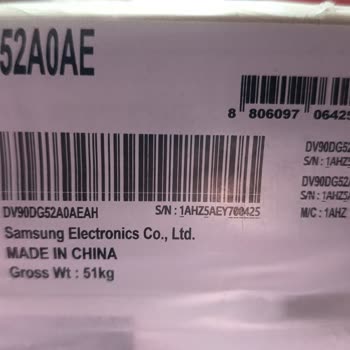 52A0AE
8 806097 06425
DV90DG52
S/N : 1AHZ5
DV90DG52A0AEAH S/N : 1AHZ5AEY700425
DV90DG52
S/N : 1AHZ5
Samsung Electronics Co., Ltd. M/C : 1AHZ
MADE IN CHINA
Gross Wt : 51kg